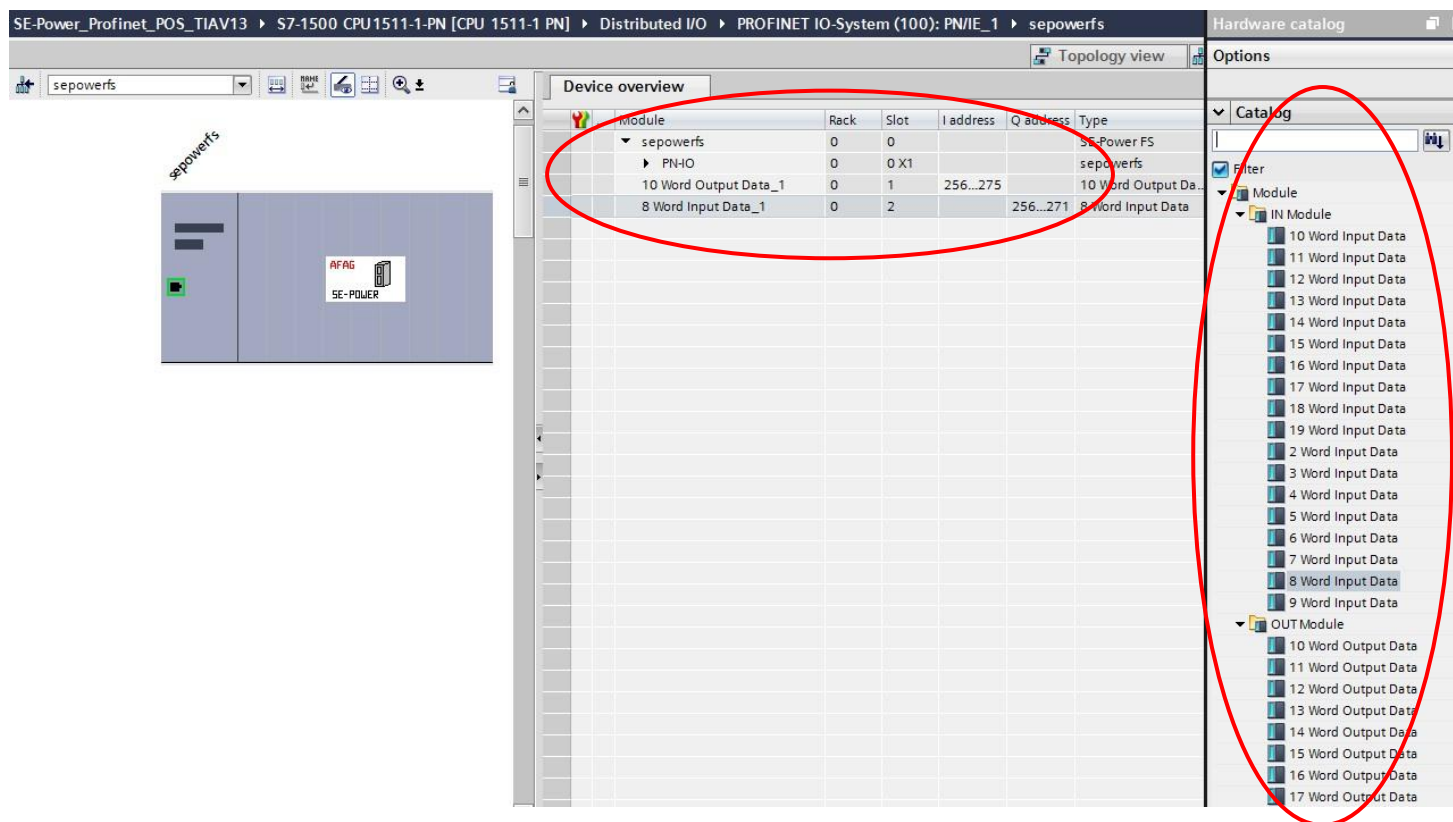 SE-Power_Profinet_POS_TIAV13 ▸ S7-1500 CPU1511-1-PN [CPU 1511-1 PN] ▸ Distributed I/O ▸ PROFINET IO-System (100): PN/IE_1 ▸ sepowerfs
Hardware catalog
Topology view
Options
sepowerfs
NAME
±
Device overview
Catalog
Module Rack Slot I address Q address Type
sepowerfs 0 0 SE-Power FS
PN-IO 0 0 X1 sepowerfs
10 Word Output Data_1 0 1 256...275 10 Word Output Da...
8 Word Input Data_1 0 2 256...271 8 Word Input Data
sepowerfs
AFAG
SE-POWER
Filter
Module
IN Module
10 Word Input Data
11 Word Input Data
12 Word Input Data
13 Word Input Data
14 Word Input Data
15 Word Input Data
16 Word Input Data
17 Word Input Data
18 Word Input Data
19 Word Input Data
2 Word Input Data
3 Word Input Data
4 Word Input Data
5 Word Input Data
6 Word Input Data
7 Word Input Data
8 Word Input Data
9 Word Input Data
OUT Module
10 Word Output Data
11 Word Output Data
12 Word Output Data
13 Word Output Data
14 Word Output Data
15 Word Output Data
16 Word Output Data
17 Word Output Data